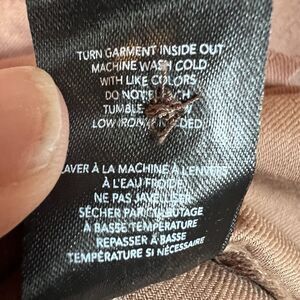 TURN GARMENT INSIDE OUT
MACHINE WASH COLD
WITH LIKE COLORS
DO NOT
TUMBLE
LOW IRON
LAVER À LA MACHINE À L'ENVERS
À L'EAU FROIDE
NE PAS JAVELLISER
SÉCHER PAR CULBUTAGE
À BASSE TEMPÉRATURE
REPASSER À BASSE
TEMPÉRATURE SI NÉCESSAIRE